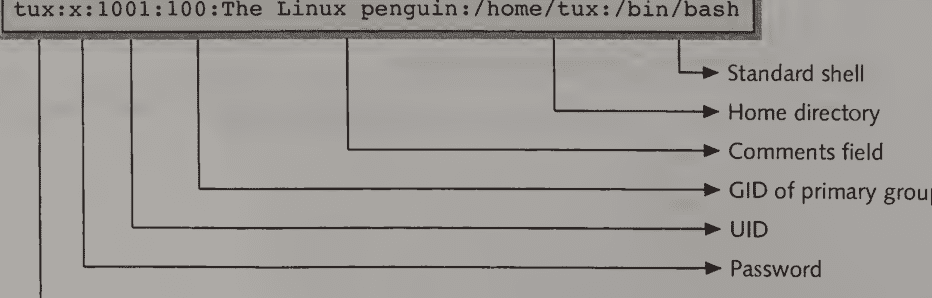 tux:x:1001:100:The Linux penguin:/home/tux:/bin/bash
Standard shell
Home directory
Comments field
GID of primary grou
UID
Password